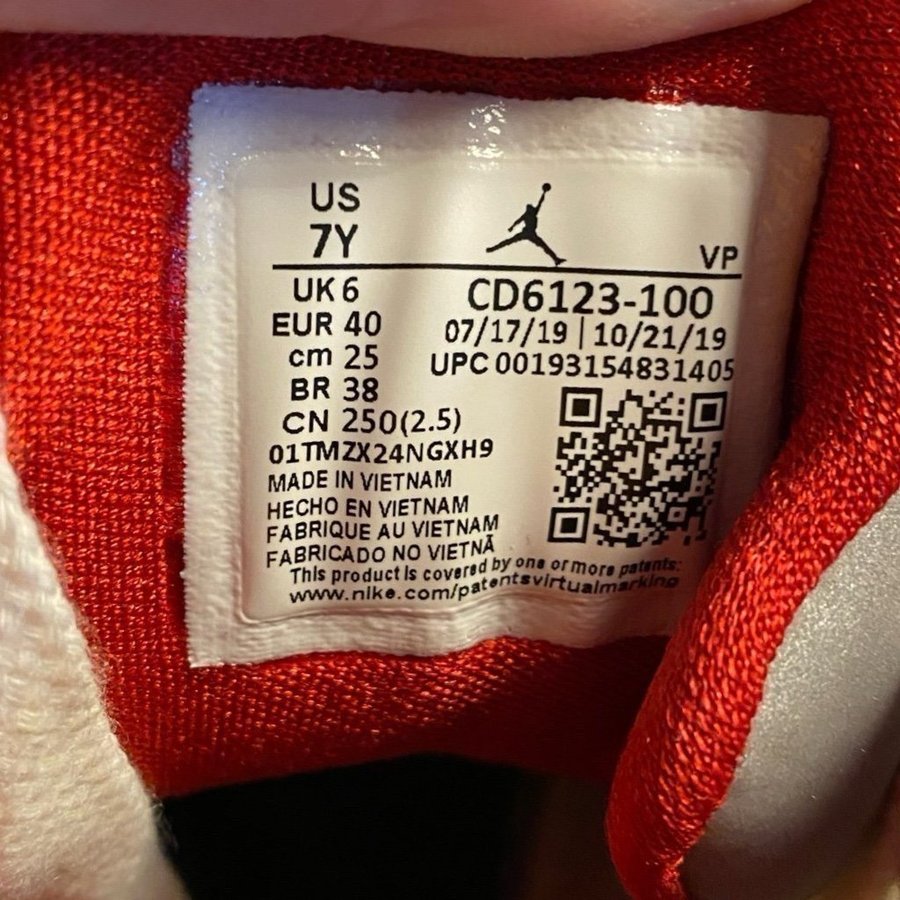 US
7Y
VP
UK 6
EUR 40
cm 25
BR 38
CN 250(2.5)
CD6123-100
07/17/19 | 10/21/19
UPC 00193154831405
01TMZX24NGXH9
MADE IN VIETNAM
HECHO EN VIETNAM
FABRIQUE AU VIETNAM
FABRICADO NO VIETNÃ
This product is covered by one or more patents:
www.nike.com/patentsvirtualmarking